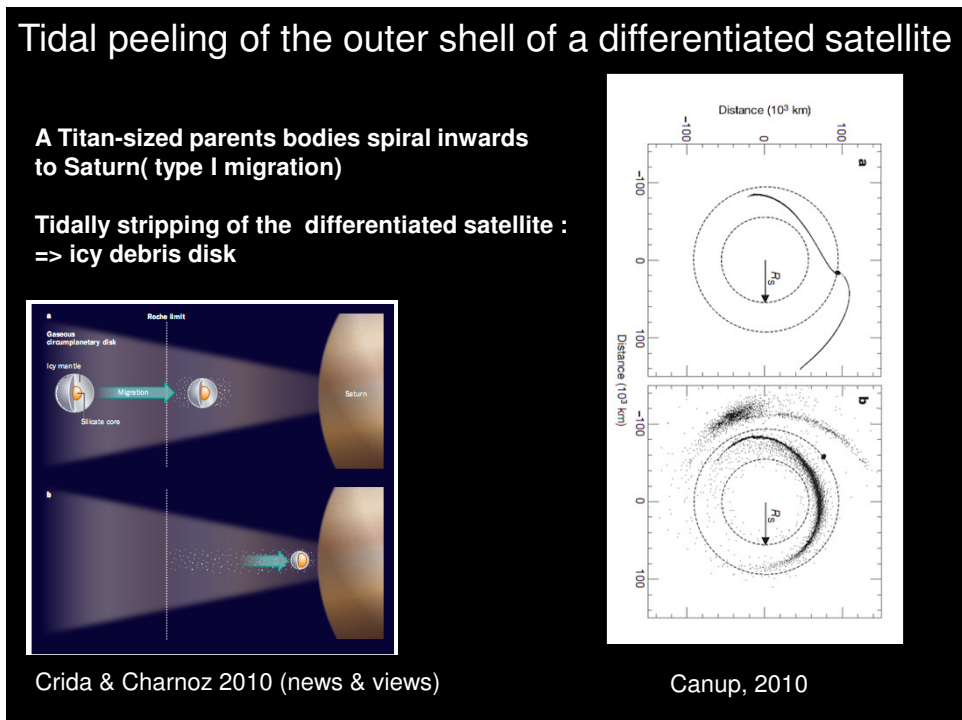 Tidal peeling of the outer shell of a differentiated satellite
A Titan-sized parents bodies spiral inwards
to Saturn( type I migration)
Tidally stripping of the differentiated satellite :
=> icy debris disk
a
Roche limit
Gaseous
circumplanetary disk
Icy mantle
Migration
Saturn
Silicate core
b
Crida & Charnoz 2010 (news & views)
Distance (10³ km)
-100
0
100
a
-100
0
100
Rs
Distance (10³ km)
b
-100
0
100
Rs
Canup, 2010